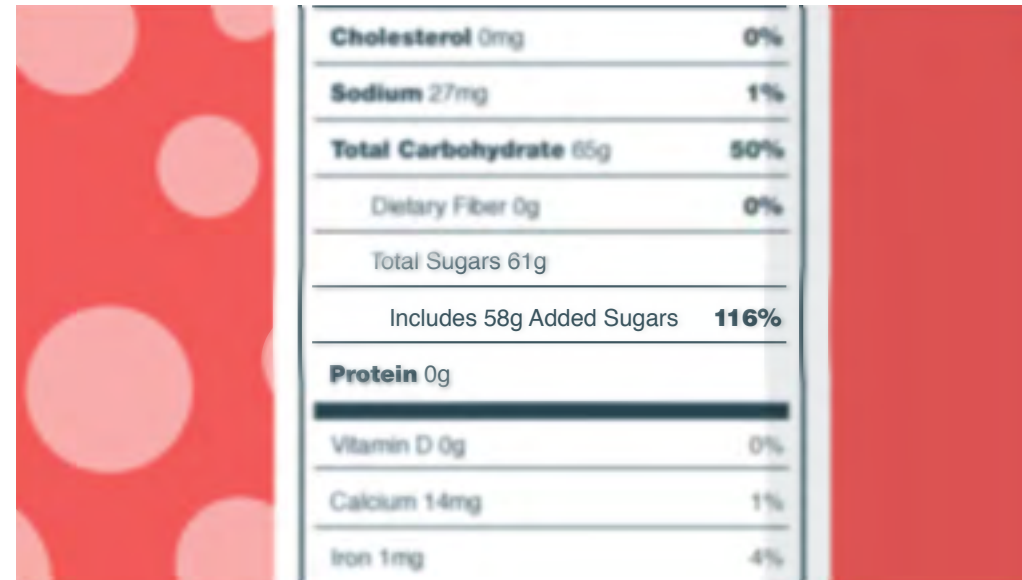 Cholesterol 0mg 0%
Sodium 27mg 1%
Total Carbohydrate 65g 50%
Dietary Fiber 0g 0%
Total Sugars 61g
Includes 58g Added Sugars 116%
Protein 0g
Vitamin D 0g 0%
Calcium 14mg 1%
Iron 1mg 4%